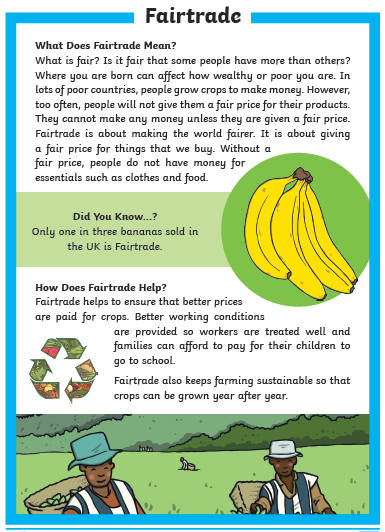 Fairtrade
What Does Fairtrade Mean?
What is fair? Is it fair that some people have more than others?
Where you are born can affect how wealthy or poor you are. In
lots of poor countries, people grow crops to make money. However,
too often, people will not give them a fair price for their products.
They cannot make any money unless they are given a fair price.
Fairtrade is about making the world fairer. It is about giving
a fair price for things that we buy. Without a
fair price, people do not have money for
essentials such as clothes and food.
Did You Know...?
Only one in three bananas sold in
the UK is Fairtrade.
How Does Fairtrade Help?
Fairtrade helps to ensure that better prices
are paid for crops. Better working conditions
are provided so workers are treated well and
families can afford to pay for their children to
go to school.
Fairtrade also keeps farming sustainable so that
crops can be grown year after year.